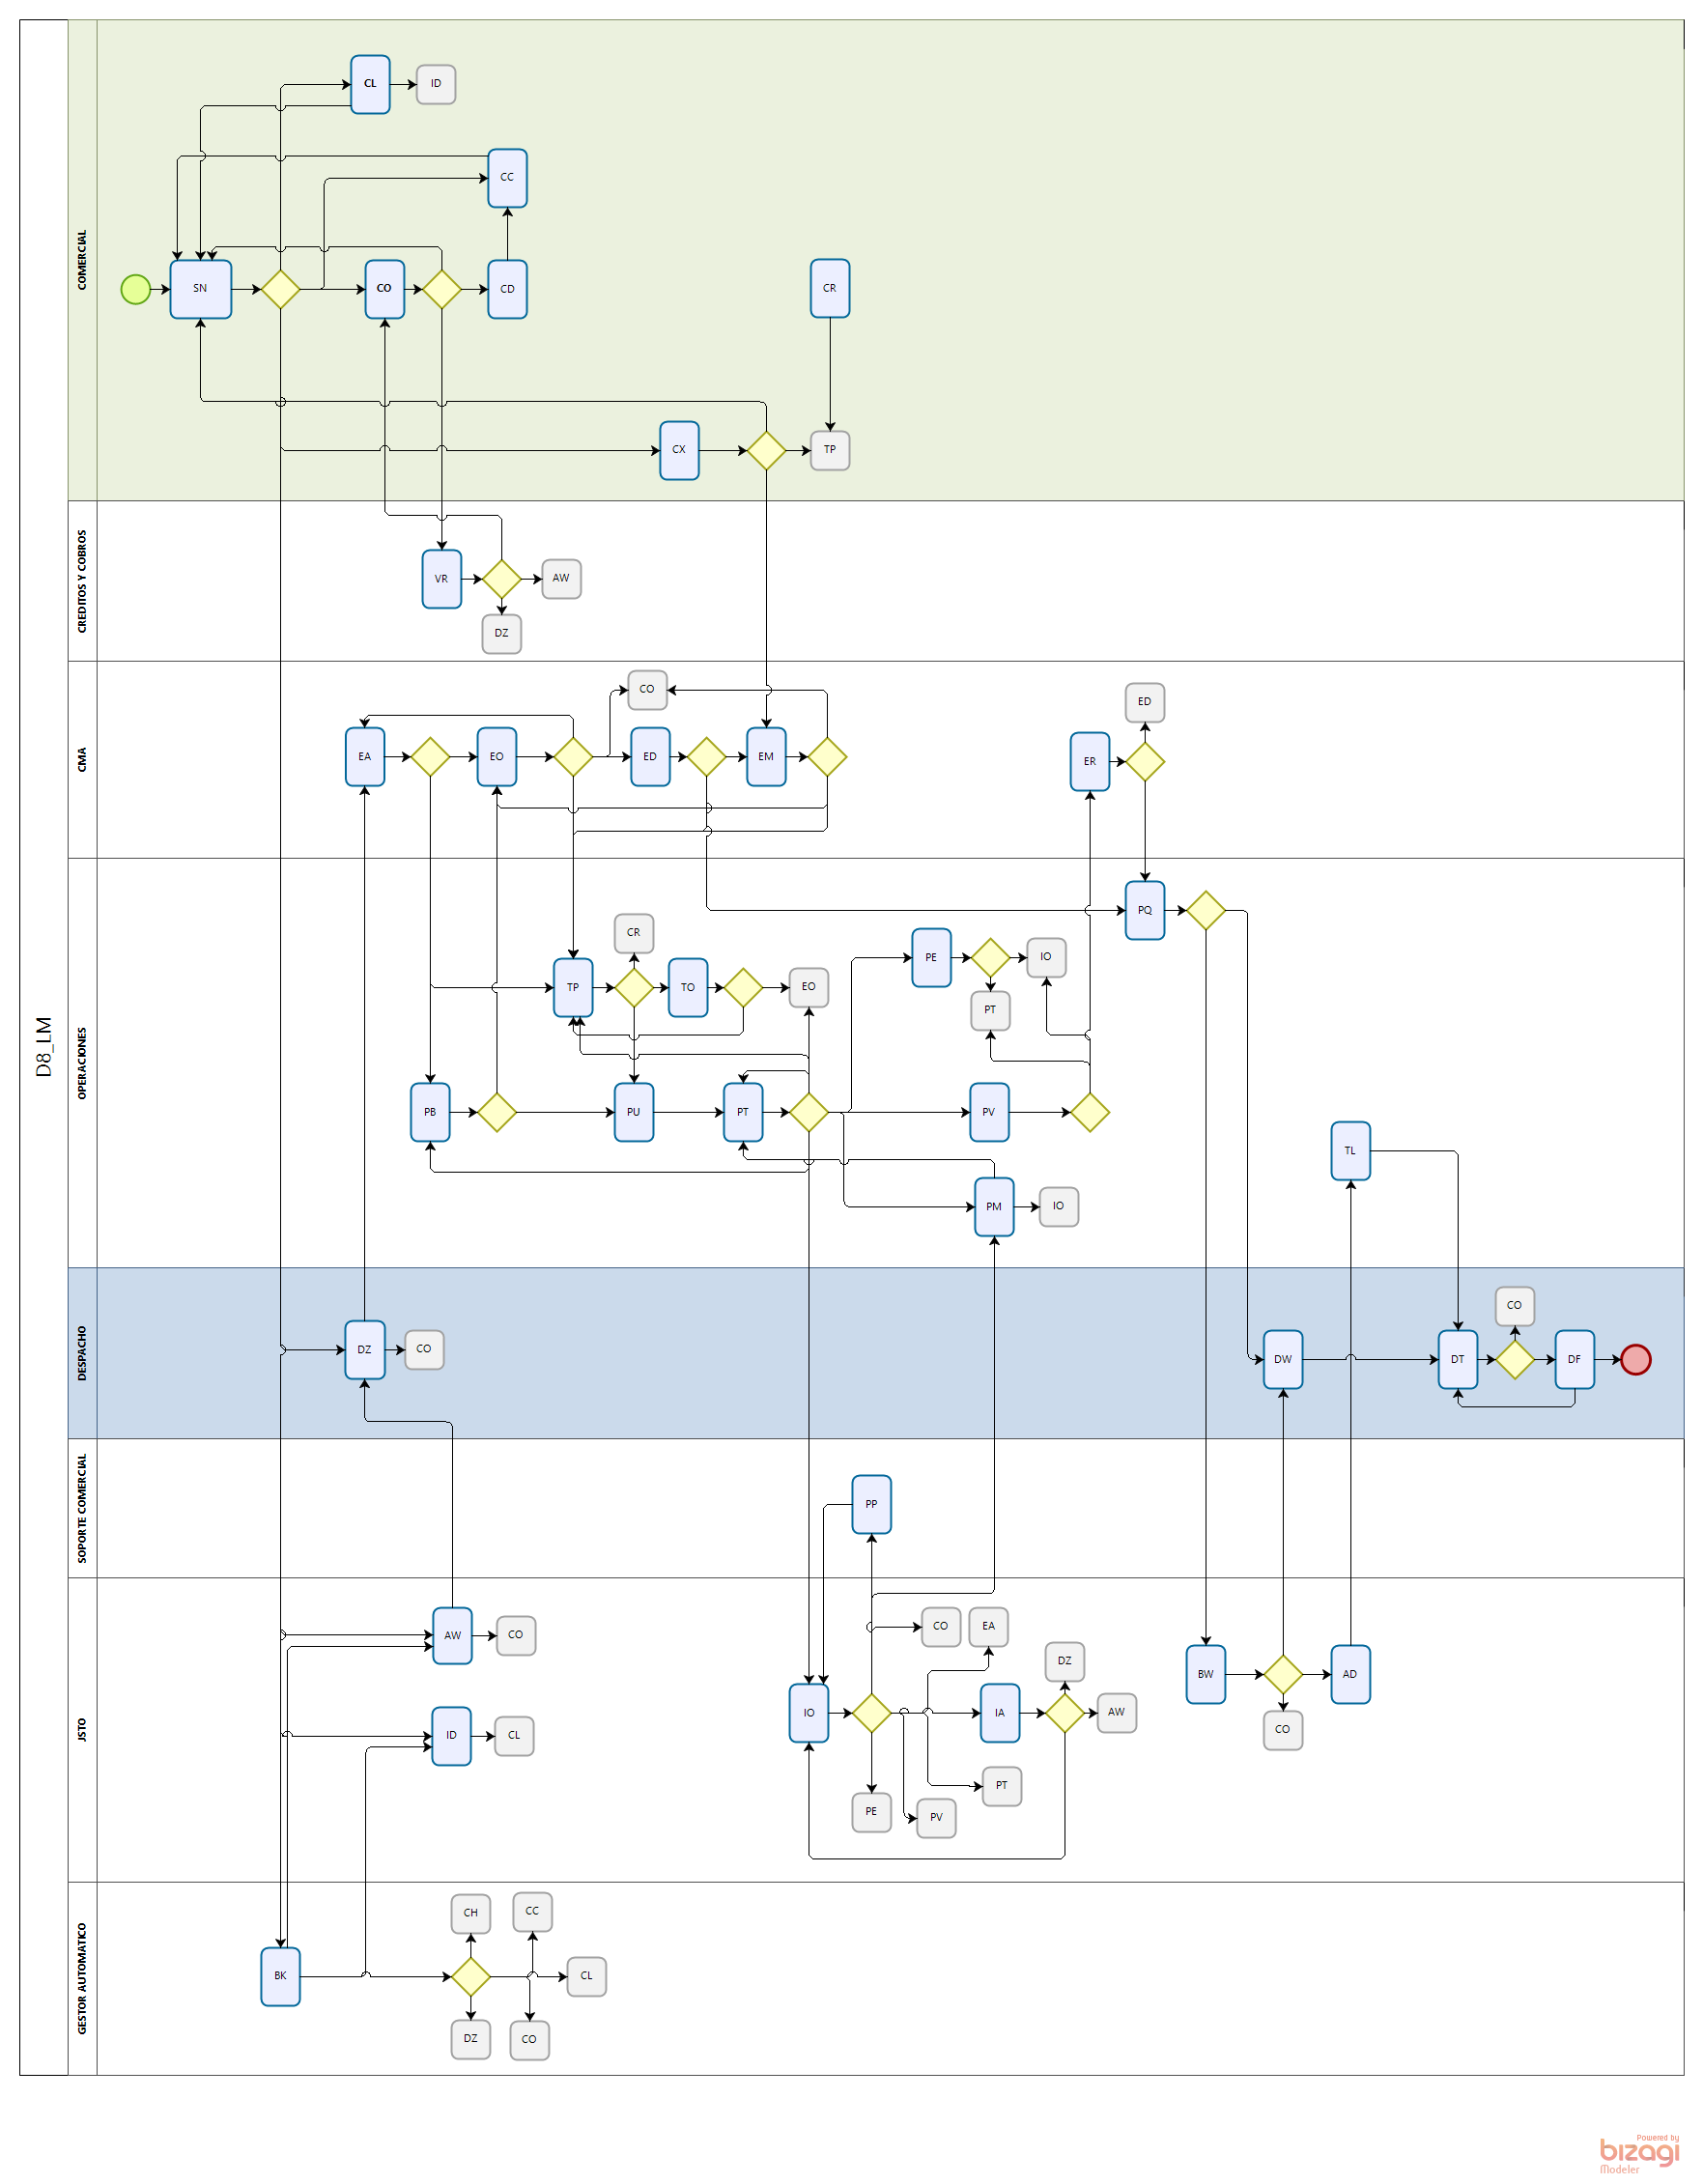 D8_LM
COMERCIAL
CL
ID
CC
SN
CO
CD
CR
CX
TP
CREDITOS Y COBROS
VR
AW
DZ
CMA
CO
ED
EA
EO
ED
EM
ER
OPERACIONES
PQ
CR
PE
IO
TP
TO
EO
PT
PB
PU
PT
PV
TL
PM
IO
DESPACHO
CO
DZ
CO
DW
DT
DF
SOPORTE COMERCIAL
PP
JSTO
AW
CO
CO
EA
DZ
BW
AD
IO
IA
AW
ID
CL
CO
PT
PE
PV
GESTOR AUTOMATICO
CH
CC
BK
CL
DZ
CO
Powered by
bizagi
Modeler